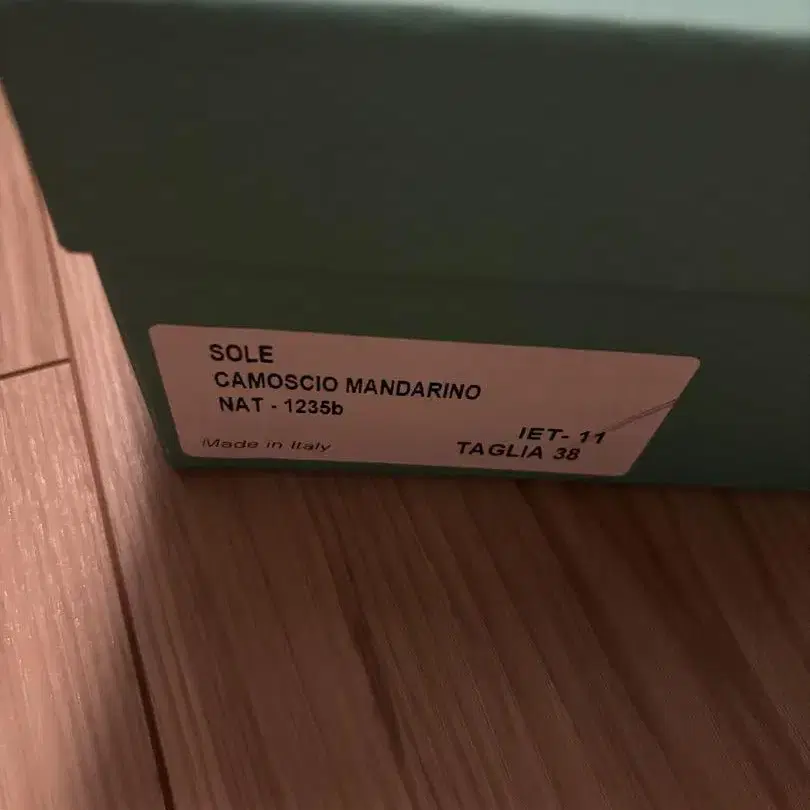 SOLE
CAMOSCIO MANDARINO
NAT - 1235b
IET- 11
Made in Italy
TAGLIA 38